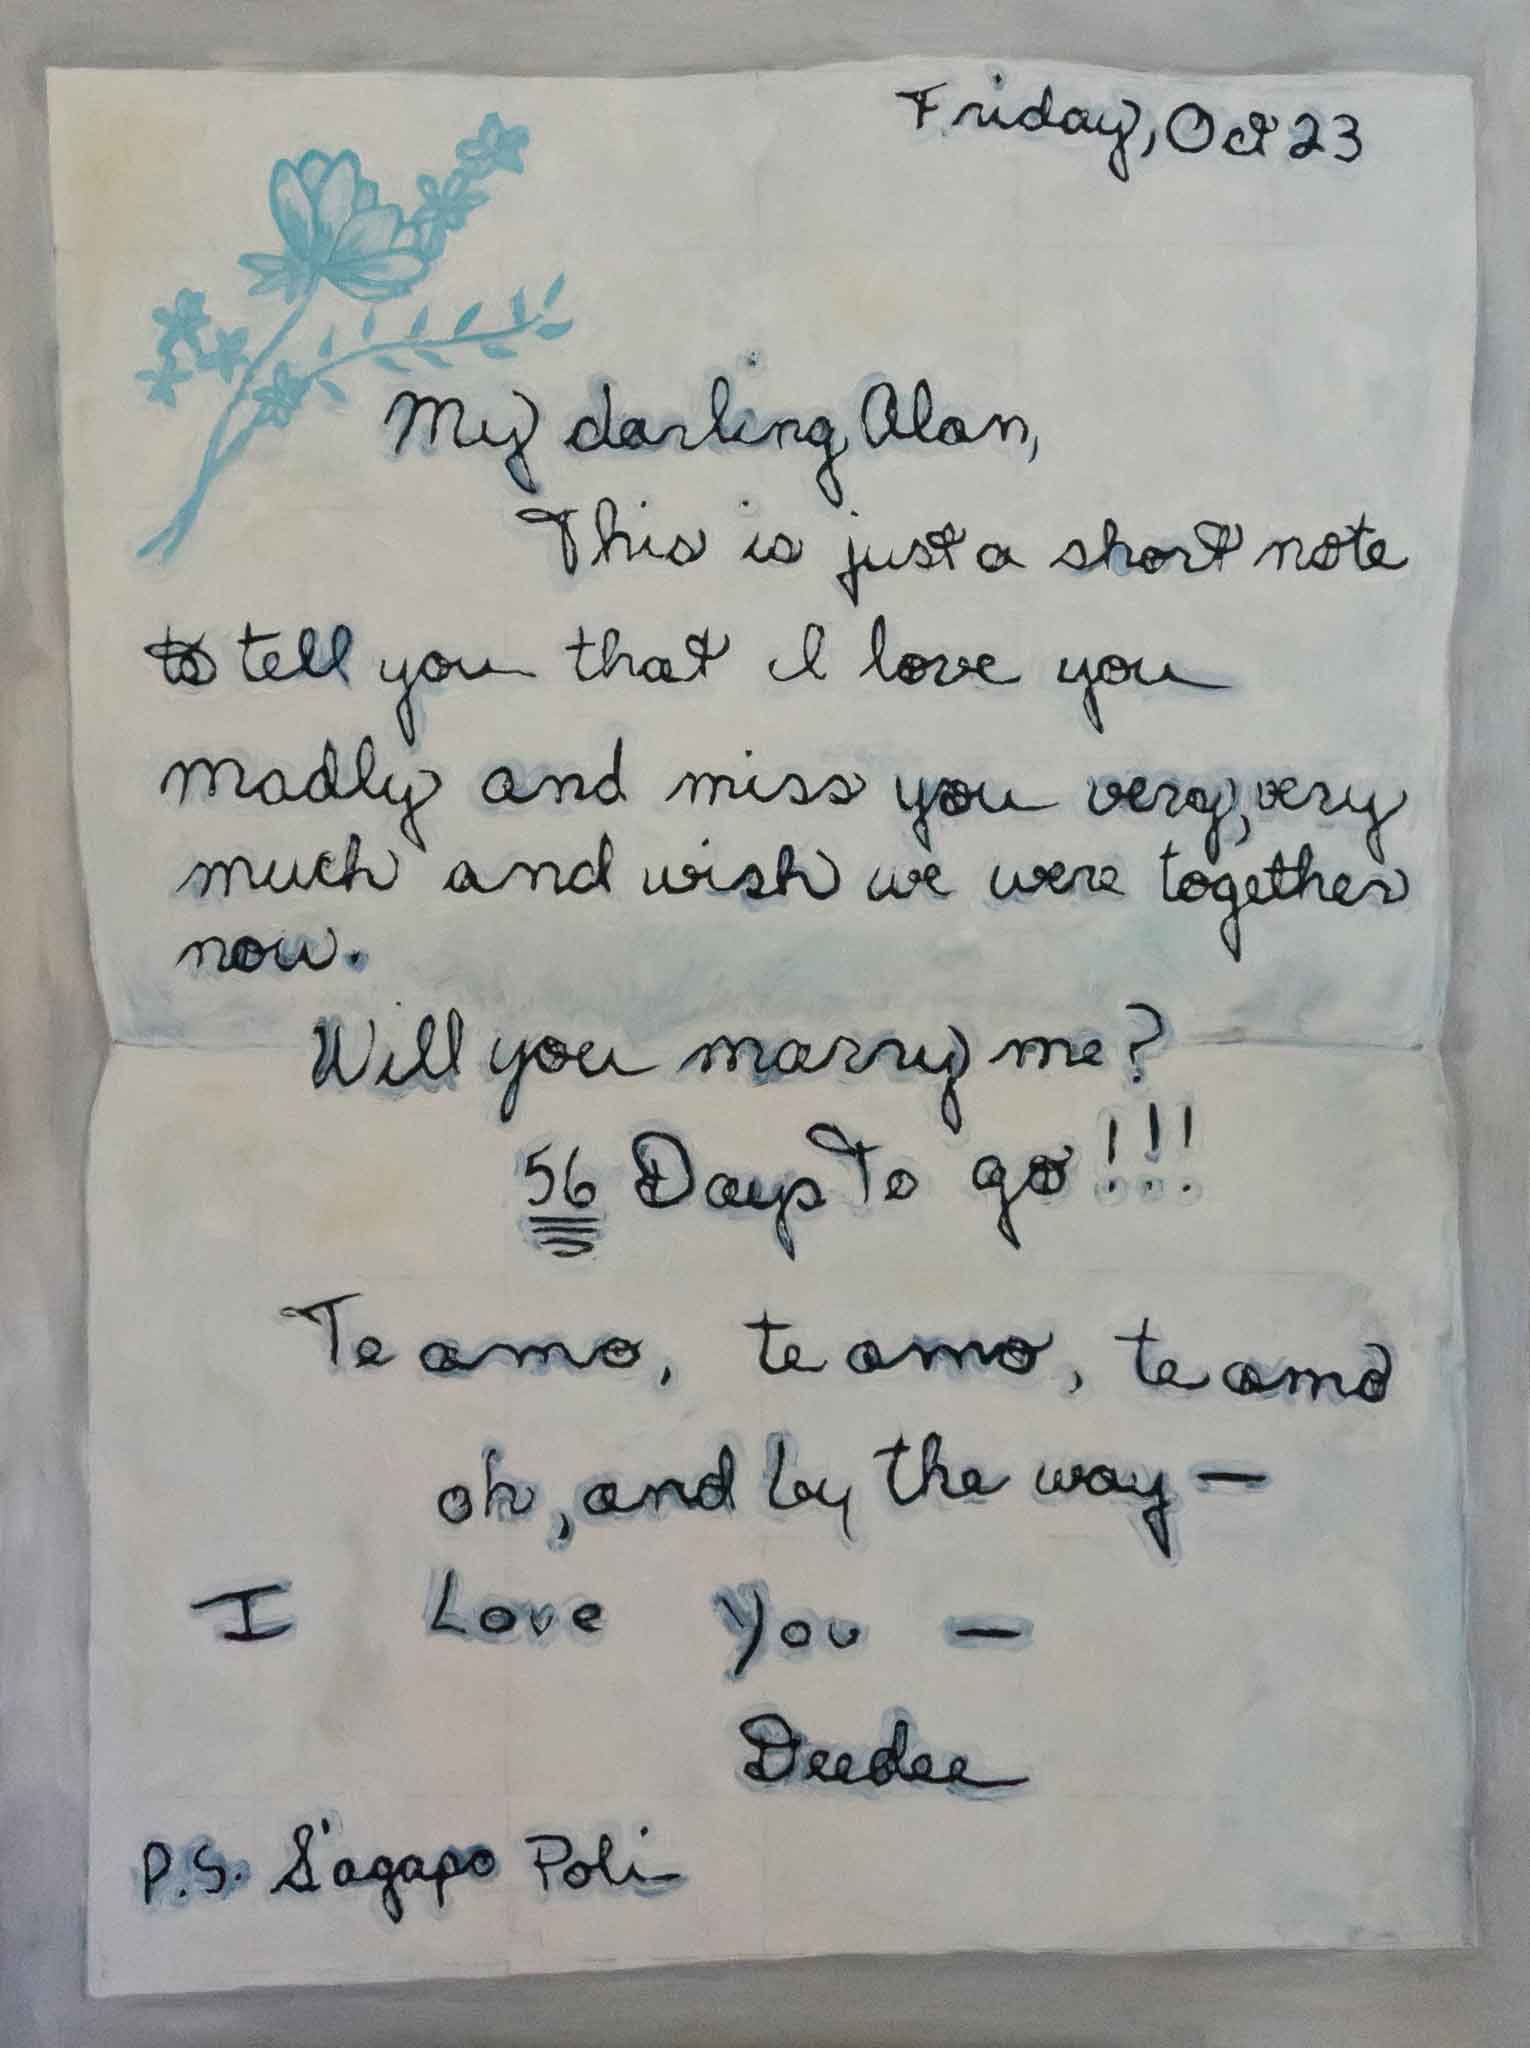 Friday, Oct 23
My darling Alan,
This is just a short note
to tell you that I love you
madly and miss you very, very
much and wish we were together
now.
Will you marry me?
56 Days To go!!!
Te amo, te amo, te amo
oh, and by the way —
I Love You —
Deedee
P.S. S'agapo Poli